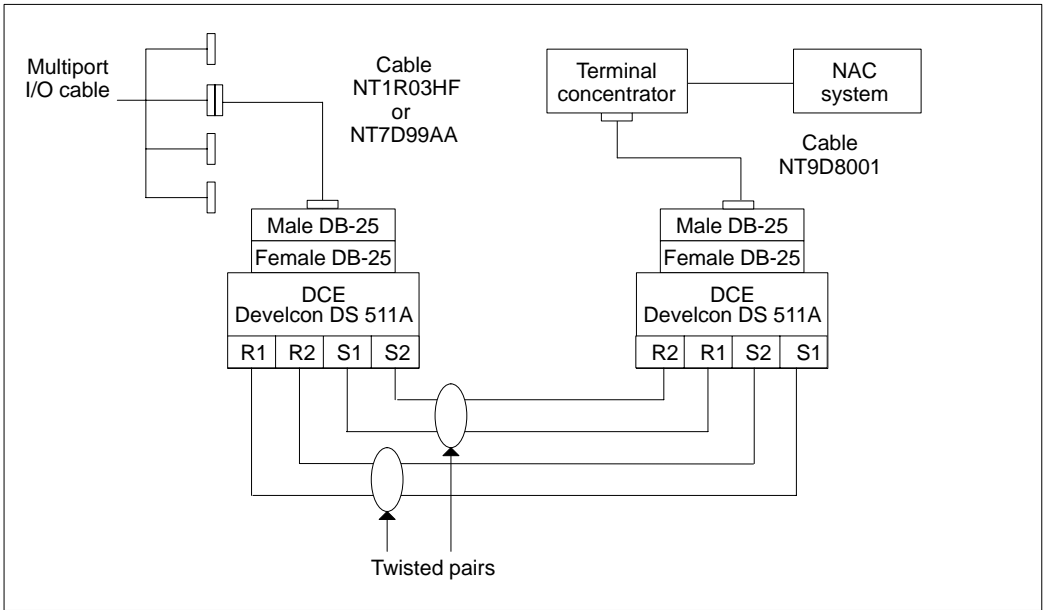 Multiport
I/O cable
Cable
NT1R03HF
or
NT7D99AA
Terminal
concentrator
NAC
system
Cable
NT9D8001
Male DB-25
Female DB-25
DCE
Develcon DS 511A
R1 R2 S1 S2
Male DB-25
Female DB-25
DCE
Develcon DS 511A
R2 R1 S2 S1
Twisted pairs